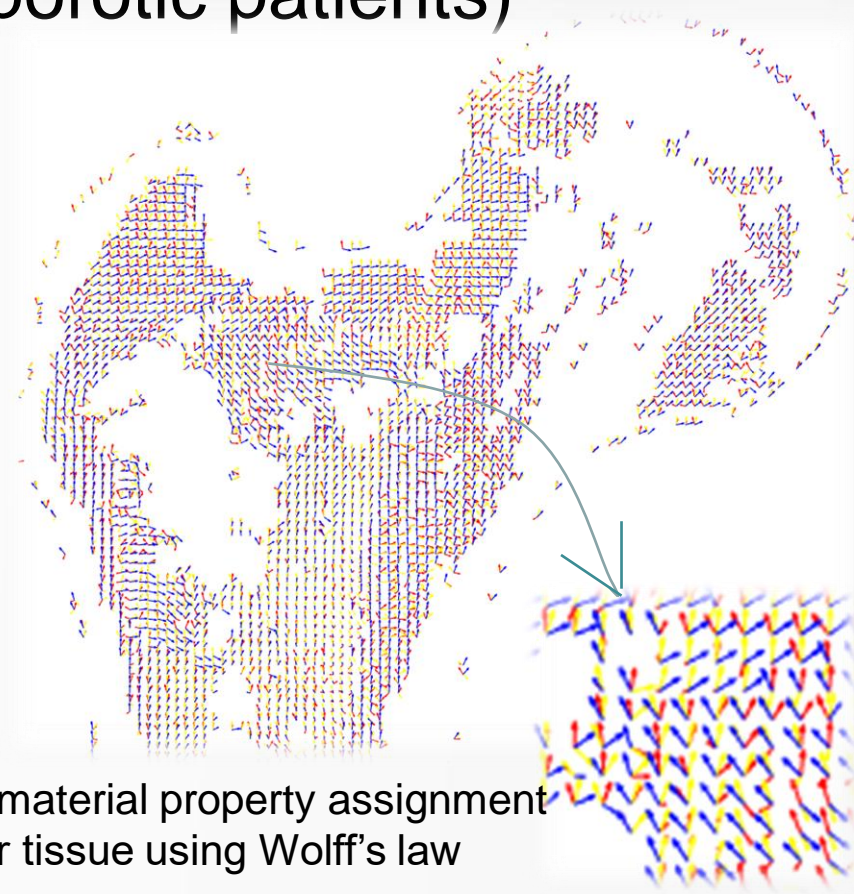 porotic patients)
material property assignment
r tissue using Wolff’s law